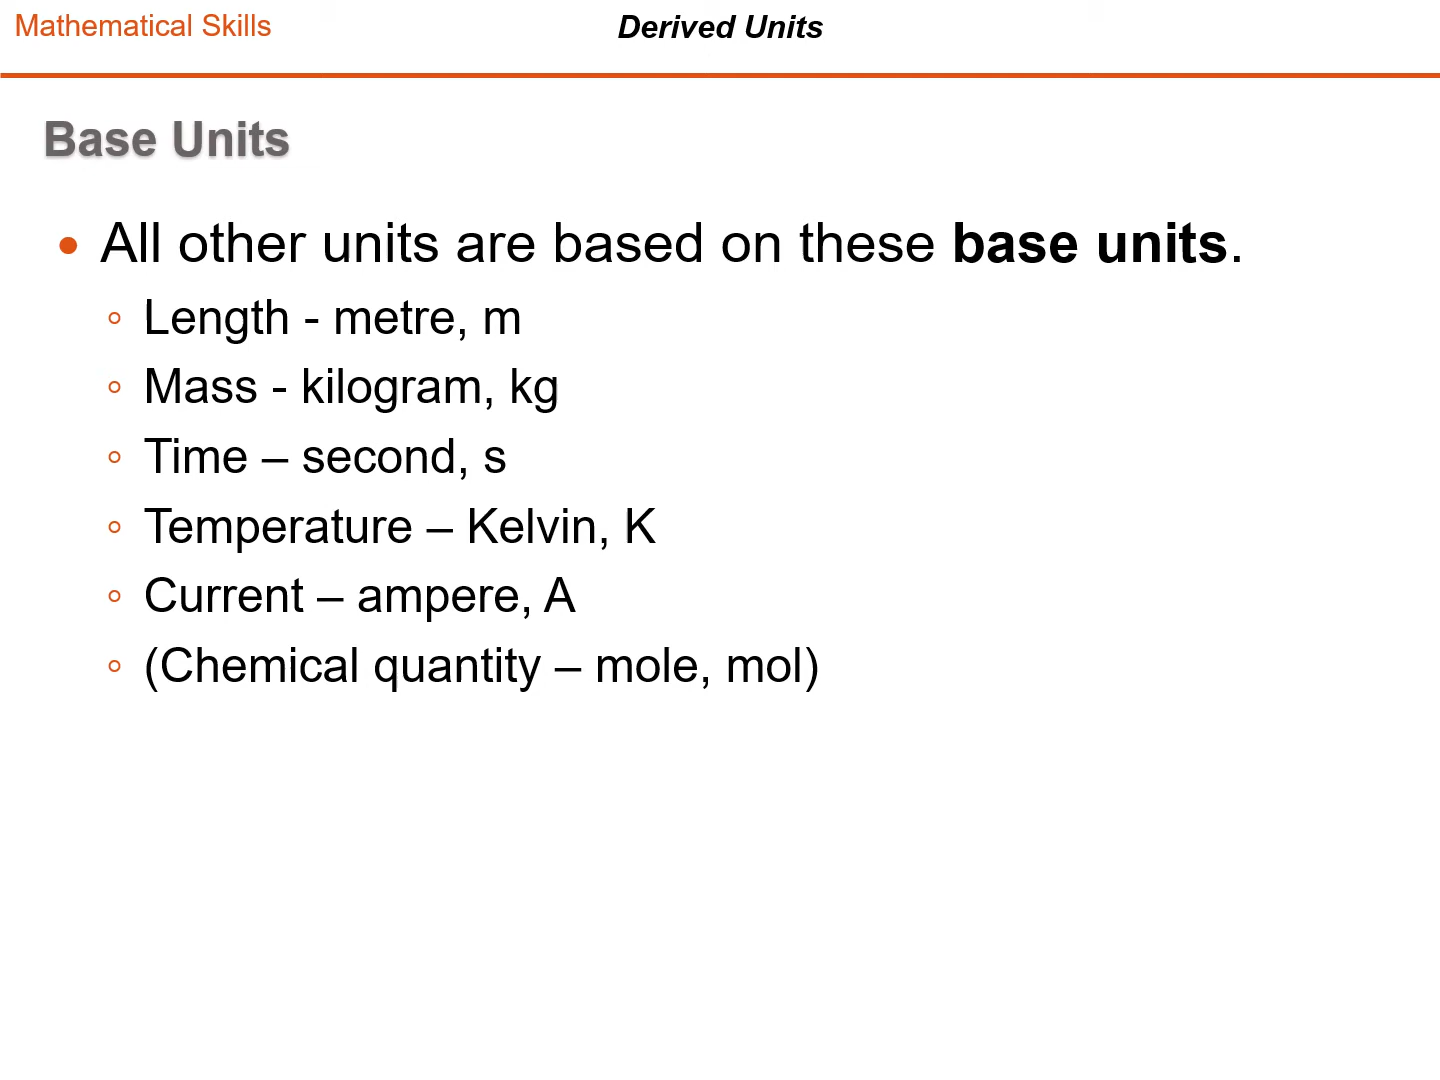 Mathematical Skills
Derived Units
Base Units
• All other units are based on these base units.
◦ Length - metre, m
◦ Mass - kilogram, kg
◦ Time – second, s
◦ Temperature – Kelvin, K
◦ Current – ampere, A
◦ (Chemical quantity – mole, mol)